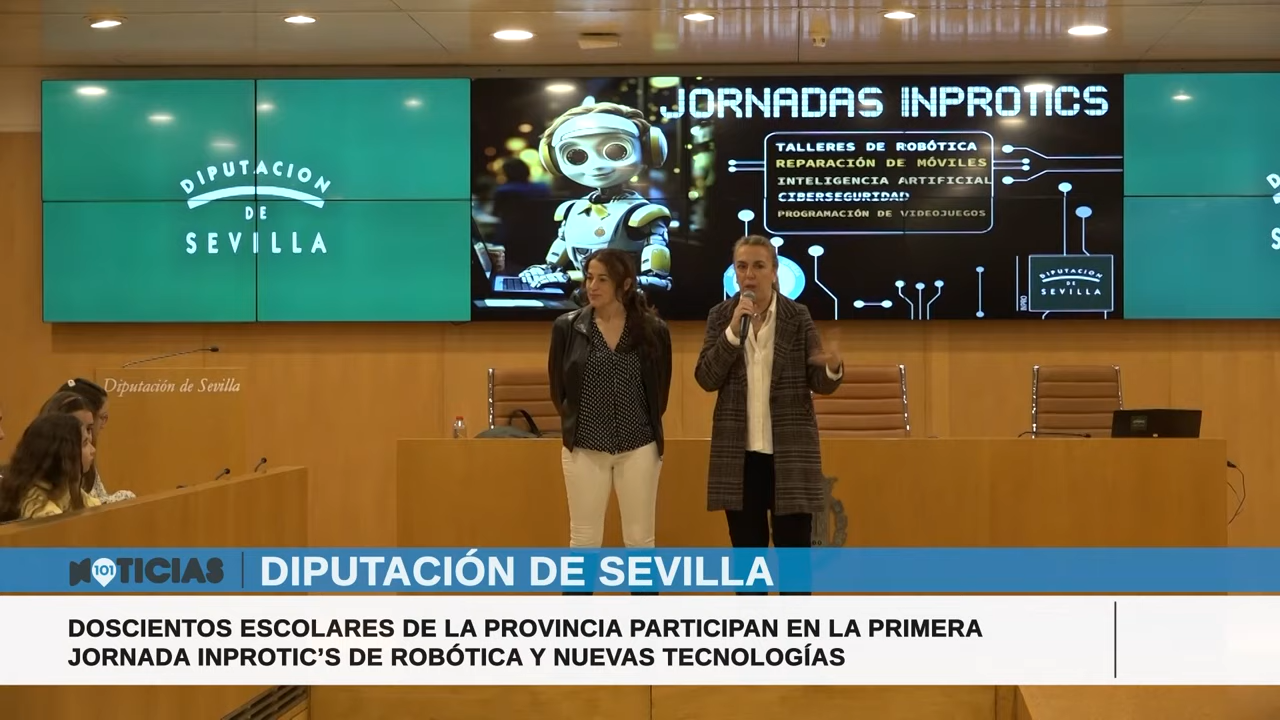 DIPUTACION
DE
SEVILLA
JORNADAS INPROTICS
TALLERES DE ROBÓTICA
REPARACIÓN DE MÓVILES
INTELIGENCIA ARTIFICIAL
CIBERSEGURIDAD
PROGRAMACIÓN DE VIDEOJUEGOS
DIPUTACION
DE
SEVILLA
Diputación de Sevilla
NOTICIAS 101
DIPUTACIÓN DE SEVILLA
DOSCIENTOS ESCOLARES DE LA PROVINCIA PARTICIPAN EN LA PRIMERA
JORNADA INPROTIC’S DE ROBÓTICA Y NUEVAS TECNOLOGÍAS